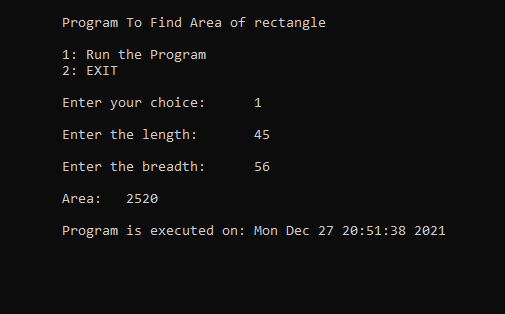 Program To Find Area of rectangle
1: Run the Program
2: EXIT
Enter your choice: 1
Enter the length: 45
Enter the breadth: 56
Area: 2520
Program is executed on: Mon Dec 27 20:51:38 2021